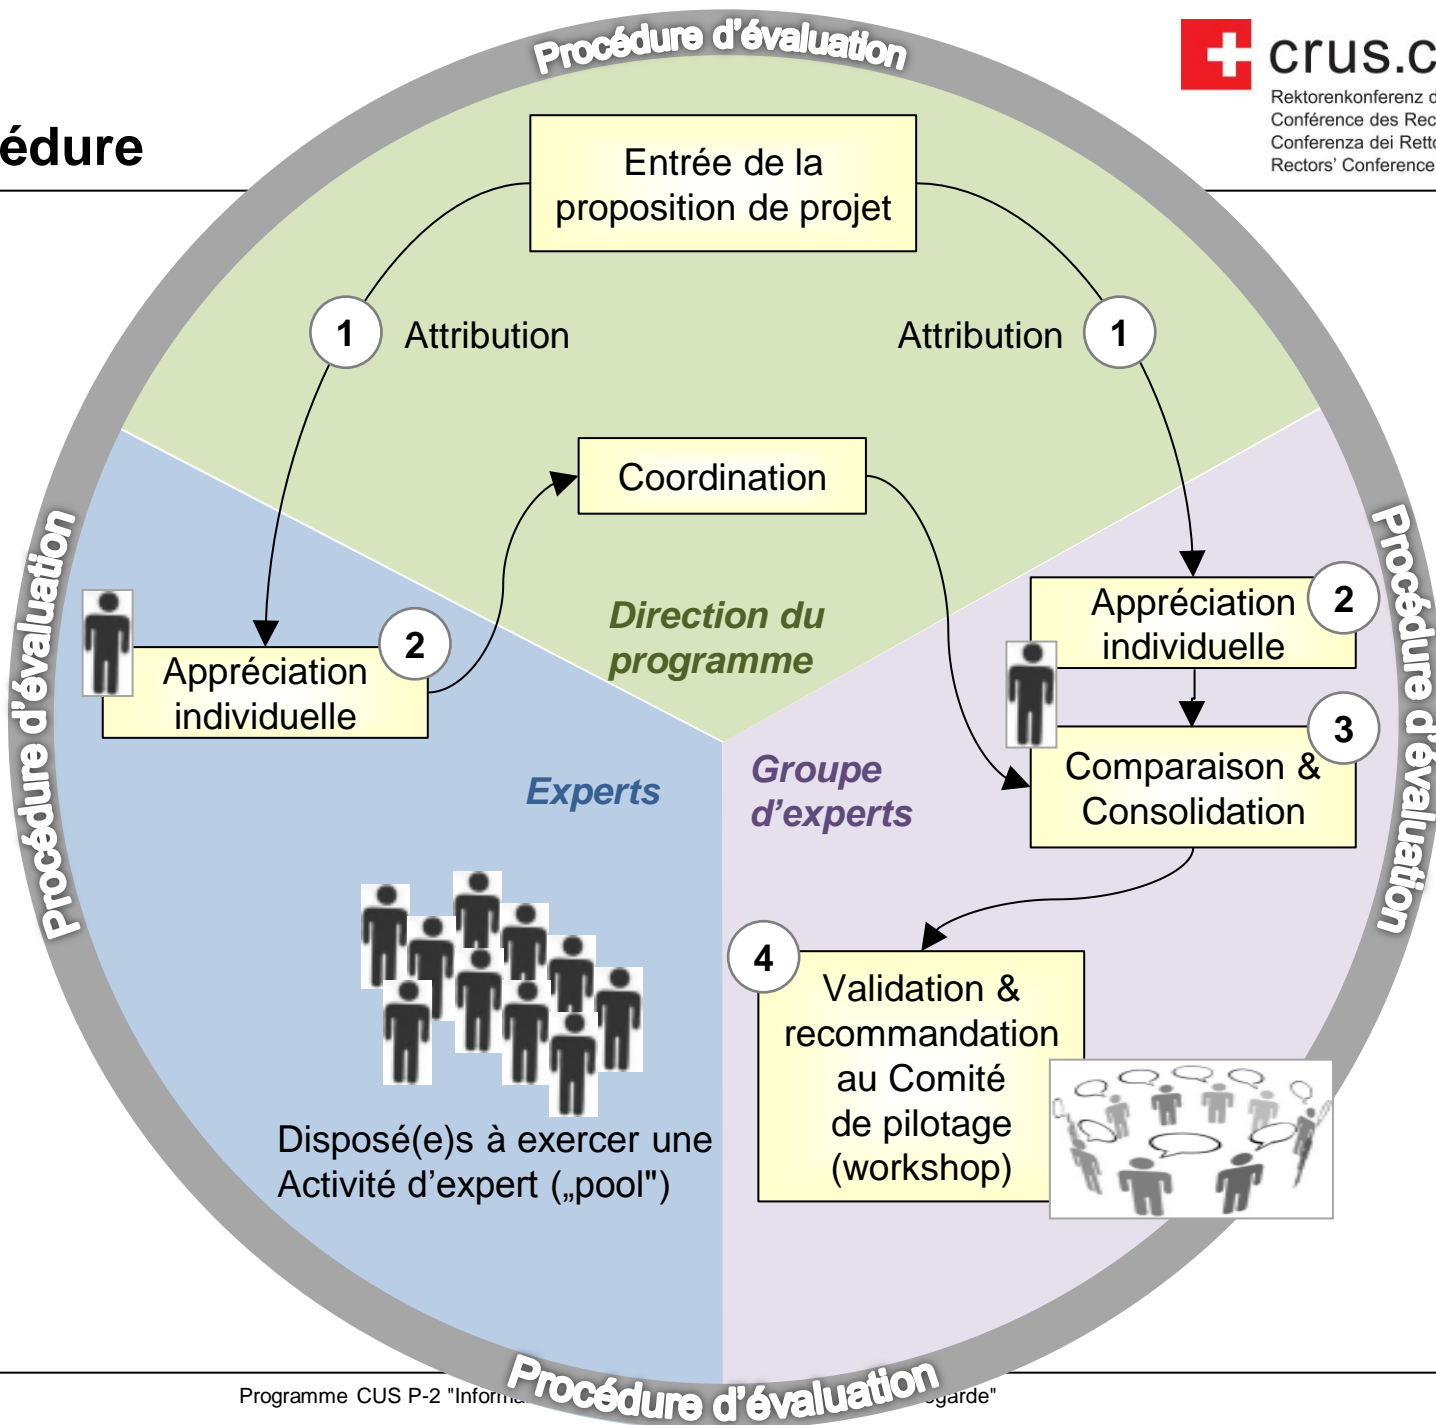 Procédure d'évaluation
crus.c
Rektorenkonferenz d
Conférence des Rec
Conferenza dei Retto
Rectors' Conference
édure
Entrée de la
proposition de projet
1
Attribution
Attribution
1
Coordination
Procédure d'évaluation
Procédure d'évaluation
Direction du
programme
2
Appréciation
individuelle
Appréciation
individuelle
2
3
Comparaison &
Consolidation
Experts
Groupe
d'experts
4
Validation &
recommandation
au Comité
de pilotage
(workshop)
Disposé(e)s à exercer une
Activité d'expert („pool")
Procédure d'évaluation
Programme CUS P-2 "Informa egarde"